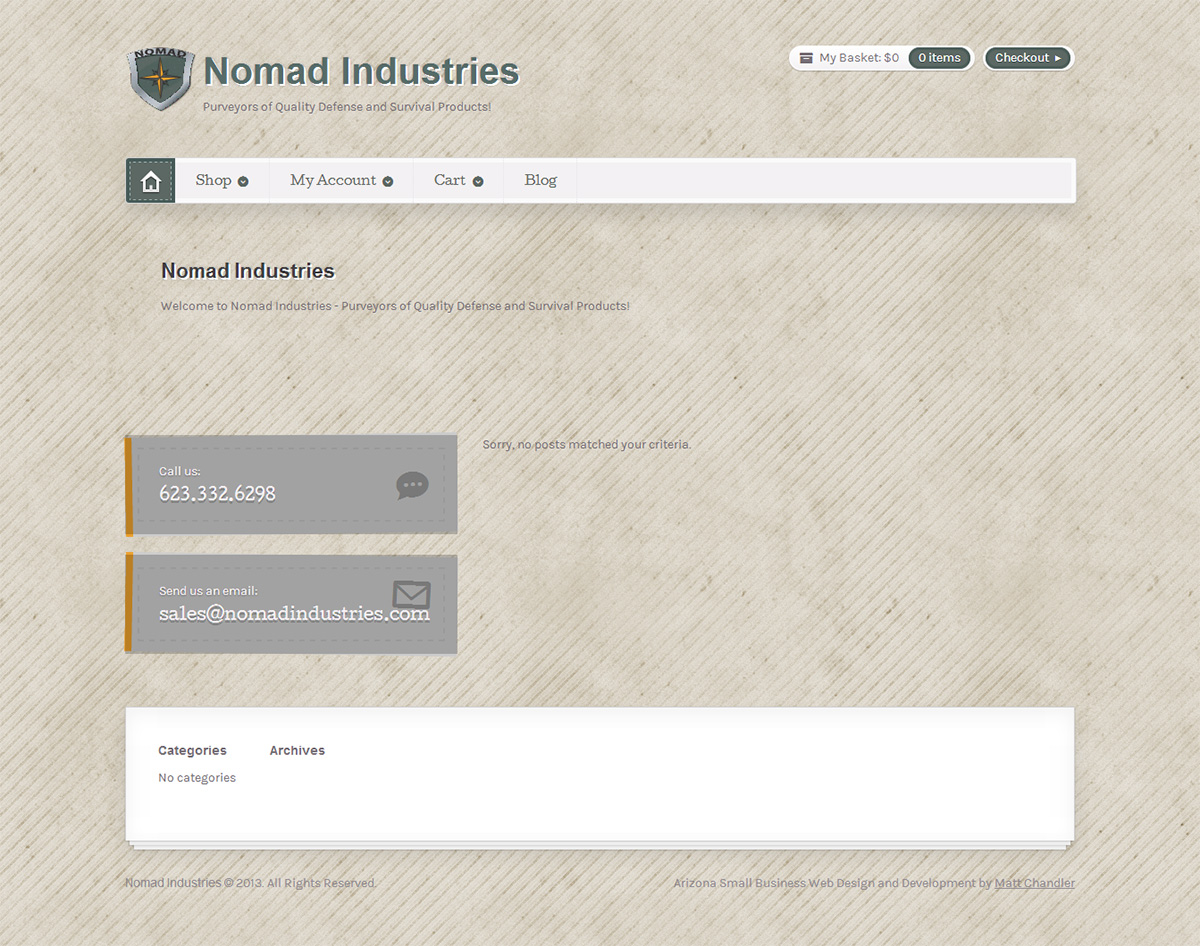 NOMAD
Nomad Industries
Purveyors of Quality Defense and Survival Products!
My Basket: $0 0 items Checkout ▸
Shop My Account Cart Blog
Nomad Industries
Welcome to Nomad Industries - Purveyors of Quality Defense and Survival Products!
Call us:
623.332.6298
Sorry, no posts matched your criteria.
Send us an email:
sales@nomadindustries.com
Categories Archives
No categories
Nomad Industries © 2013. All Rights Reserved. Arizona Small Business Web Design and Development by Matt Chandler